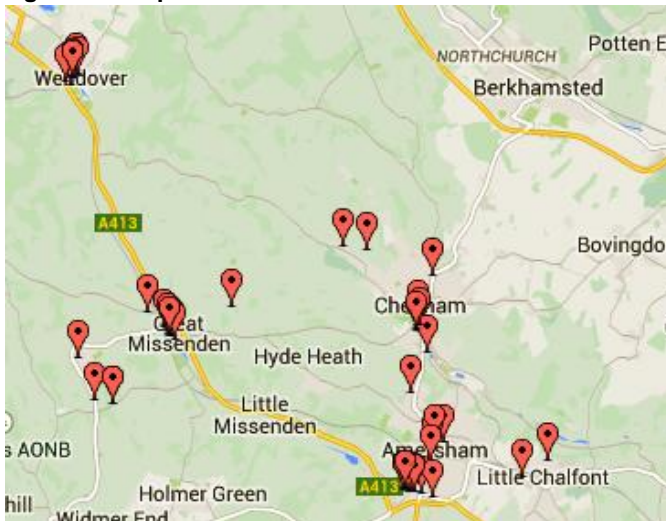 NORTHCHURCH
Potten E
Wendover
Berkhamsted
A413
Bovingdo
Chesham
Great
Missenden
Hyde Heath
Little
Missenden
s AONB
Amersham
A413
Little Chalfont
Holmer Green
hill
Widmer End